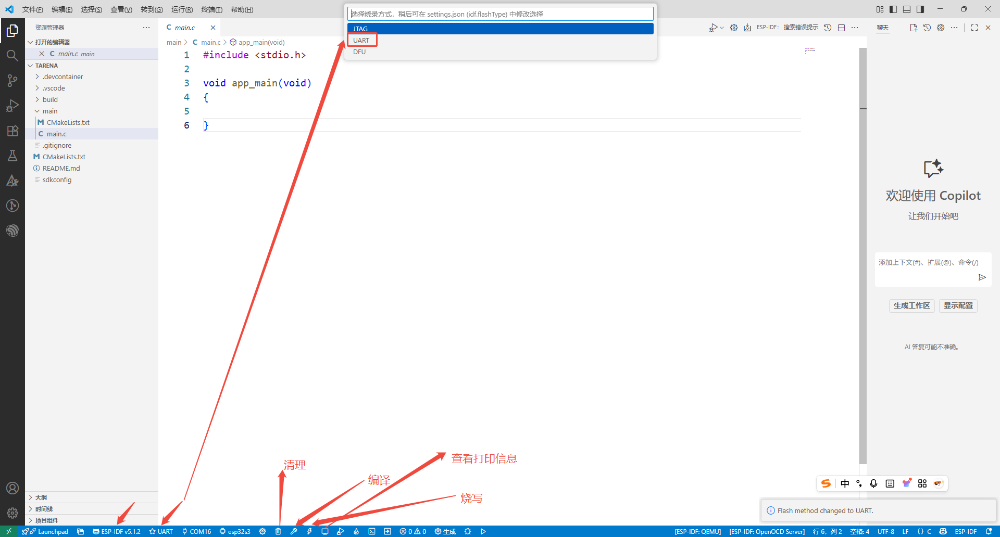 文件(F) 编辑(E) 选择(S) 查看(V) 转到(G) 运行(R) 终端(T) 帮助(H)
选择烧录方式，稍后可在 settings.json (idf.flashType) 中修改选择
JTAG
UART
DFU
资源管理器
打开的编辑器
main.c main
TARENA
.devcontainer
.vscode
build
main
CMakeLists.txt
main.c
.gitignore
CMakeLists.txt
README.md
sdkconfig
大纲
时间线
项目组件
main.c
main > C main.c > app_main(void)
1 #include <stdio.h>
2
3 void app_main(void)
4 {
5
6 }
ESP-IDF: 搜索错误提示
聊天
欢迎使用 Copilot
让我们开始吧
添加上下文(#)、扩展(@)、命令(/)
生成工作区 显示配置
AI 答复可能不准确。
清理
编译
查看打印信息
烧写
中
Flash method changed to UART.
Launchpad ESP-IDF v5.1.2 UART COM16 esp32s3 0 0 生成 [ESP-IDF: QEMU] [ESP-IDF: OpenOCD Server] 行 6，列 2 空格: 4 UTF-8 LF {} C ESP-IDF